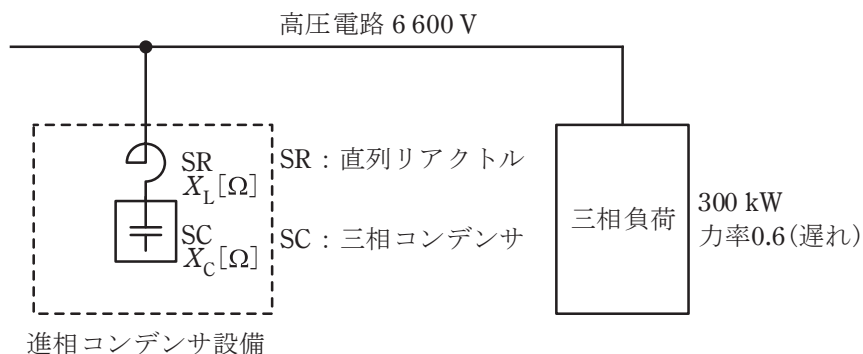 高圧電路 6 600 V
SR
X_L[Ω]
SR：直列リアクトル
SC
X_C[Ω]
SC：三相コンデンサ
三相負荷
300 kW
力率0.6(遅れ)
進相コンデンサ設備